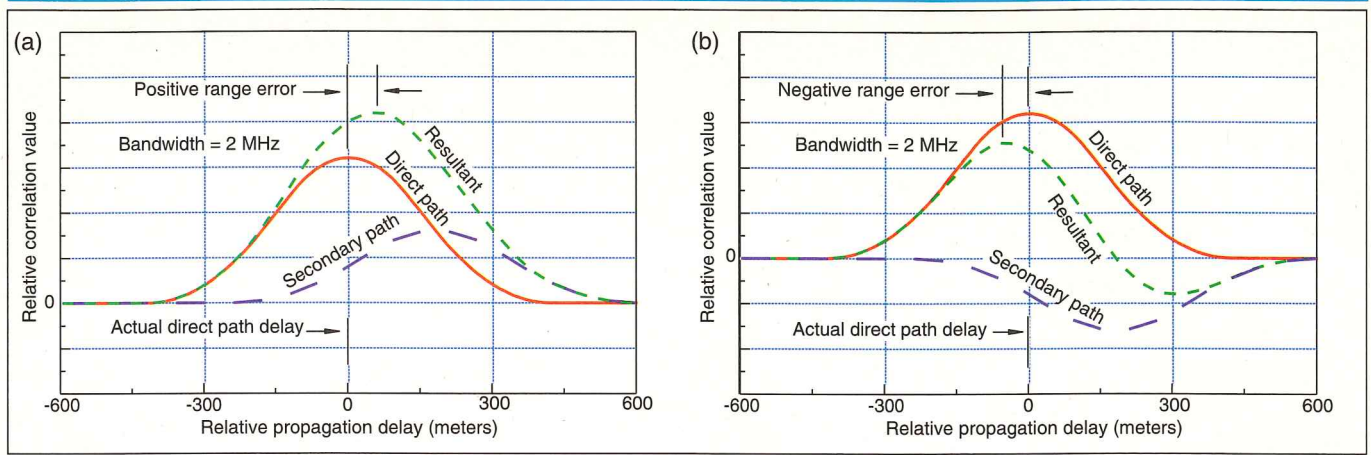 (a)
Relative correlation value
Positive range error
Bandwidth = 2 MHz
Resultant
Direct path
Secondary path
0
Actual direct path delay
-600
-300
0
300
600
Relative propagation delay (meters)
(b)
Relative correlation value
Negative range error
Bandwidth = 2 MHz
Direct path
Resultant
0
Secondary path
Actual direct path delay
-600
-300
0
300
600
Relative propagation delay (meters)